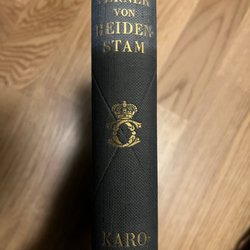 VERNER
VON
HEIDEN-
STAM
KARO-